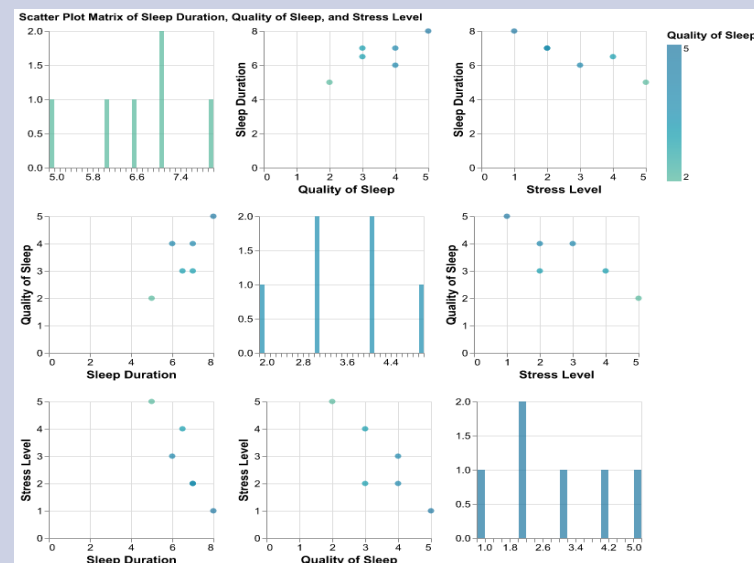 Scatter Plot Matrix of Sleep Duration, Quality of Sleep, and Stress Level
2.0
1.5
1.0
0.5
0.0
5.0 5.8 6.6 7.4
Sleep Duration
8
6
4
2
0
0 1 2 3 4 5
Quality of Sleep
Sleep Duration
8
6
4
2
0
0 1 2 3 4 5
Stress Level
Quality of Sleep
5
2
Quality of Sleep
5
4
3
2
1
0
0 2 4 6 8
Sleep Duration
2.0
1.5
1.0
0.5
0.0
2.0 2.8 3.6 4.4
Quality of Sleep
5
4
3
2
1
0
0 1 2 3 4 5
Stress Level
Stress Level
5
4
3
2
1
0
0 2 4 6 8
Sleep Duration
Stress Level
5
4
3
2
1
0
0 1 2 3 4 5
Quality of Sleep
2.0
1.5
1.0
0.5
0.0
1.0 1.8 2.6 3.4 4.2 5.0